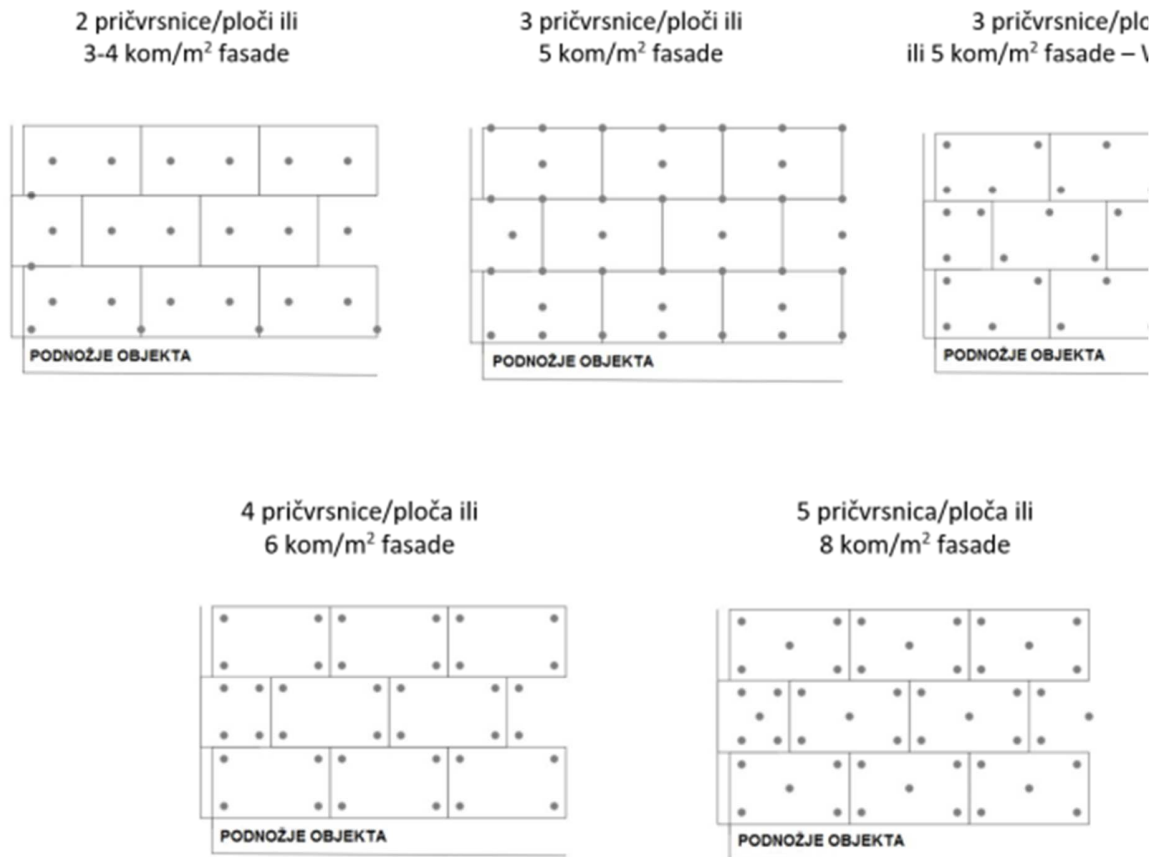 2 pričvrsnice/ploči ili
3-4 kom/m² fasade
3 pričvrsnice/ploči ili
5 kom/m² fasade
3 pričvrsnice/
ili 5 kom/m² fasade –
PODNOŽJE OBJEKTA
PODNOŽJE OBJEKTA
PODNOŽJE OBJEKTA
4 pričvrsnice/ploča ili
6 kom/m² fasade
5 pričvrsnica/ploča ili
8 kom/m² fasade
PODNOŽJE OBJEKTA
PODNOŽJE OBJEKTA